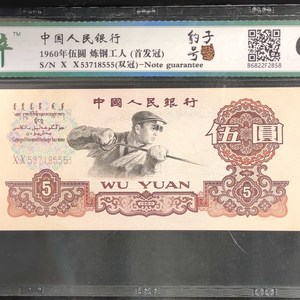 中国人民银行
1960年伍圆 炼钢工人 (首发冠)
S/N X X53718555(双冠)-Note guarantee
豹子号
B6822F2858
中國人民銀行
伍圓
XX53718555
5
WU YUAN
5